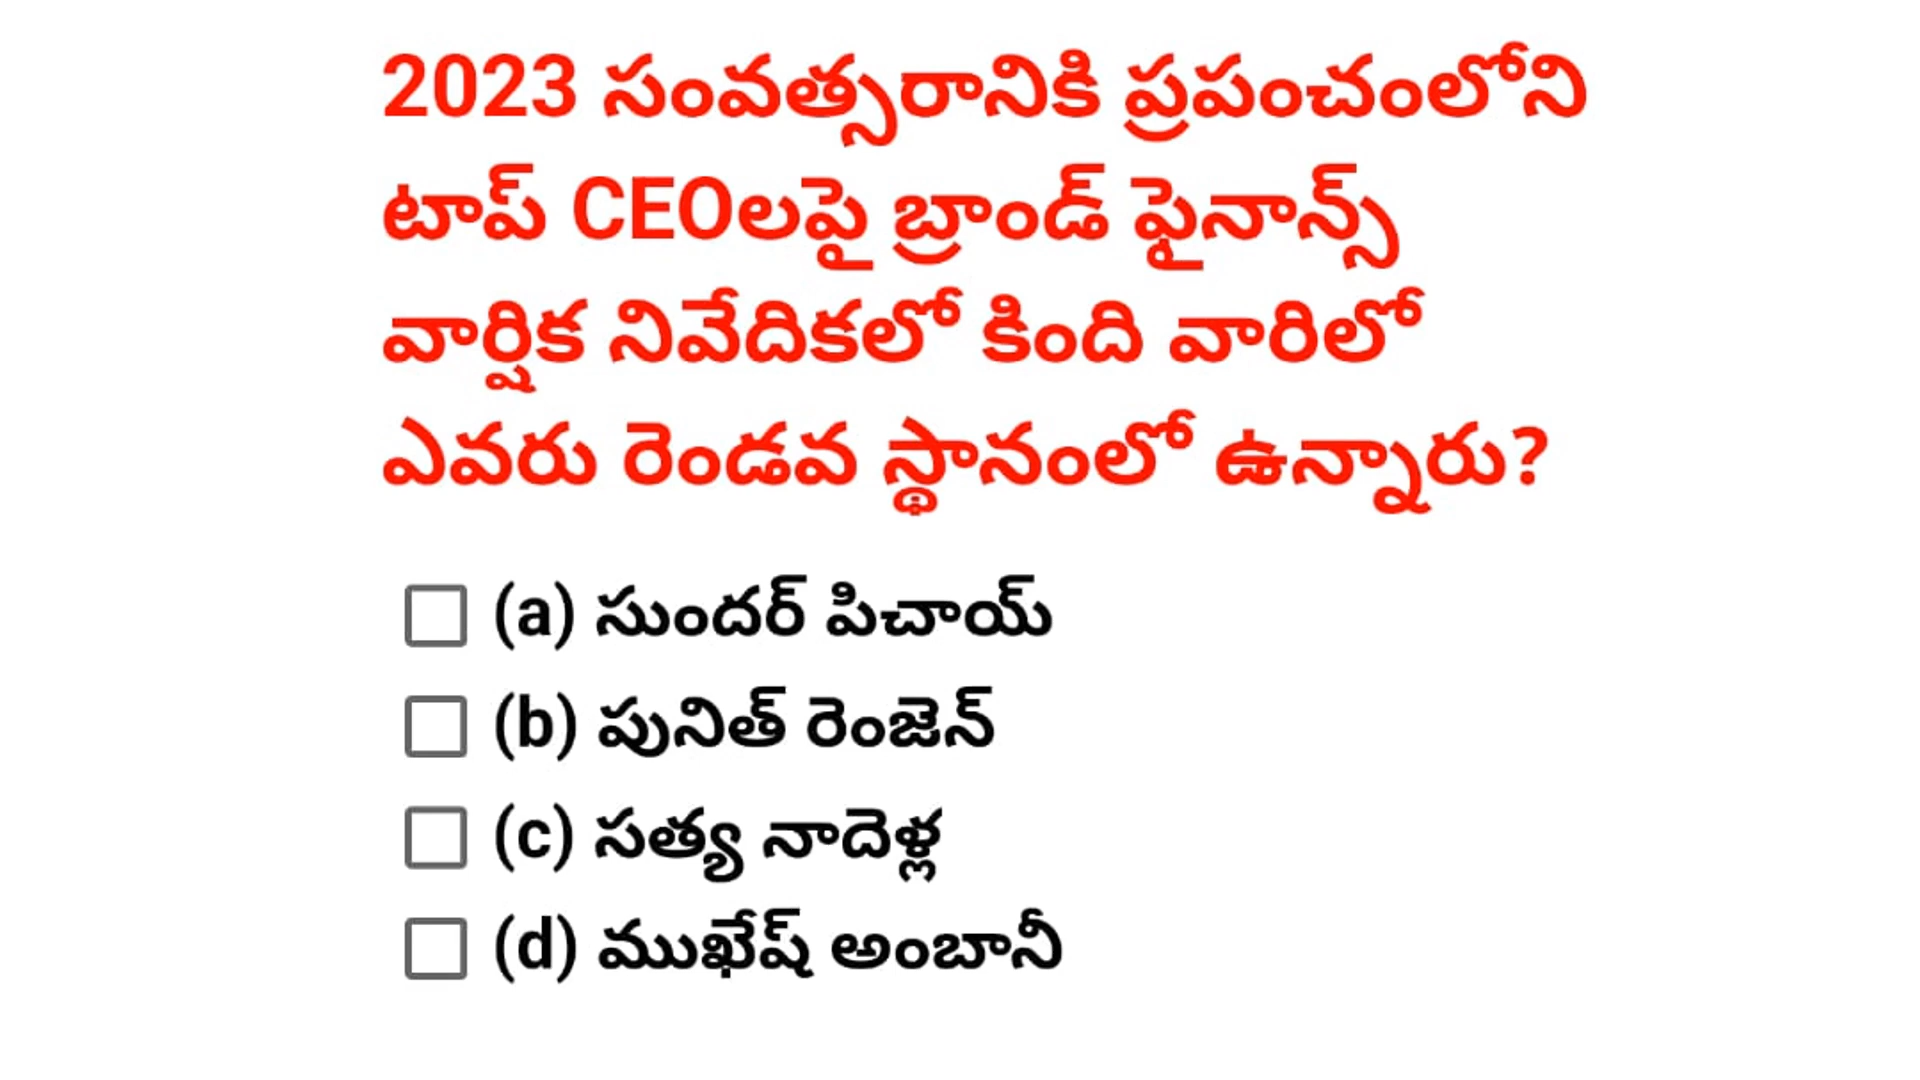 2023 సంవత్సరానికి ప్రపంచంలోని
టాప్ CEOలపై బ్రాండ్ ఫైనాన్స్
వార్షిక నివేదికలో కింది వారిలో
ఎవరు రెండవ స్థానంలో ఉన్నారు?
(a) సుందర్ పిచాయ్
(b) పునిత్ రెంజెన్
(c) సత్య నాదెళ్ల
(d) ముఖేష్ అంబానీ